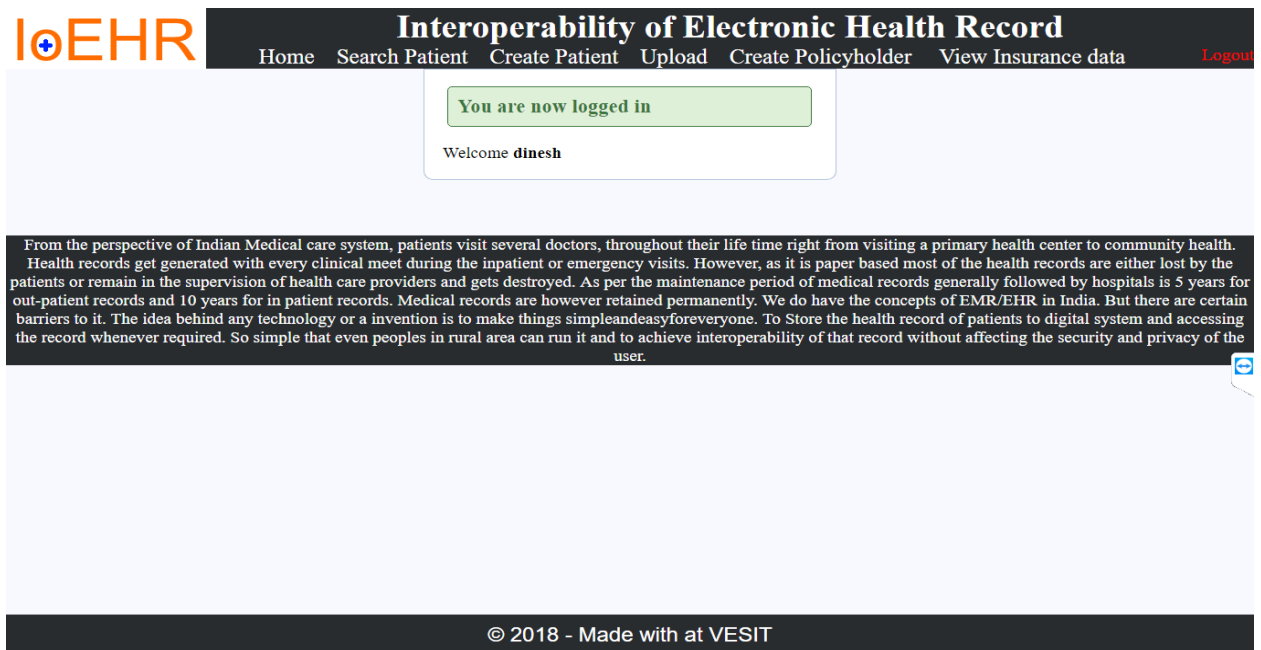 IoEHR
Interoperability of Electronic Health Record
Home Search Patient Create Patient Upload Create Policyholder View Insurance data Logout
You are now logged in
Welcome dinesh
From the perspective of Indian Medical care system, patients visit several doctors, throughout their life time right from visiting a primary health center to community health.
Health records get generated with every clinical meet during the inpatient or emergency visits. However, as it is paper based most of the health records are either lost by the
patients or remain in the supervision of health care providers and gets destroyed. As per the maintenance period of medical records generally followed by hospitals is 5 years for
out-patient records and 10 years for in patient records. Medical records are however retained permanently. We do have the concepts of EMR/EHR in India. But there are certain
barriers to it. The idea behind any technology or a invention is to make things simpleandeasyforeveryone. To Store the health record of patients to digital system and accessing
the record whenever required. So simple that even peoples in rural area can run it and to achieve interoperability of that record without affecting the security and privacy of the
user.
© 2018 - Made with at VESIT